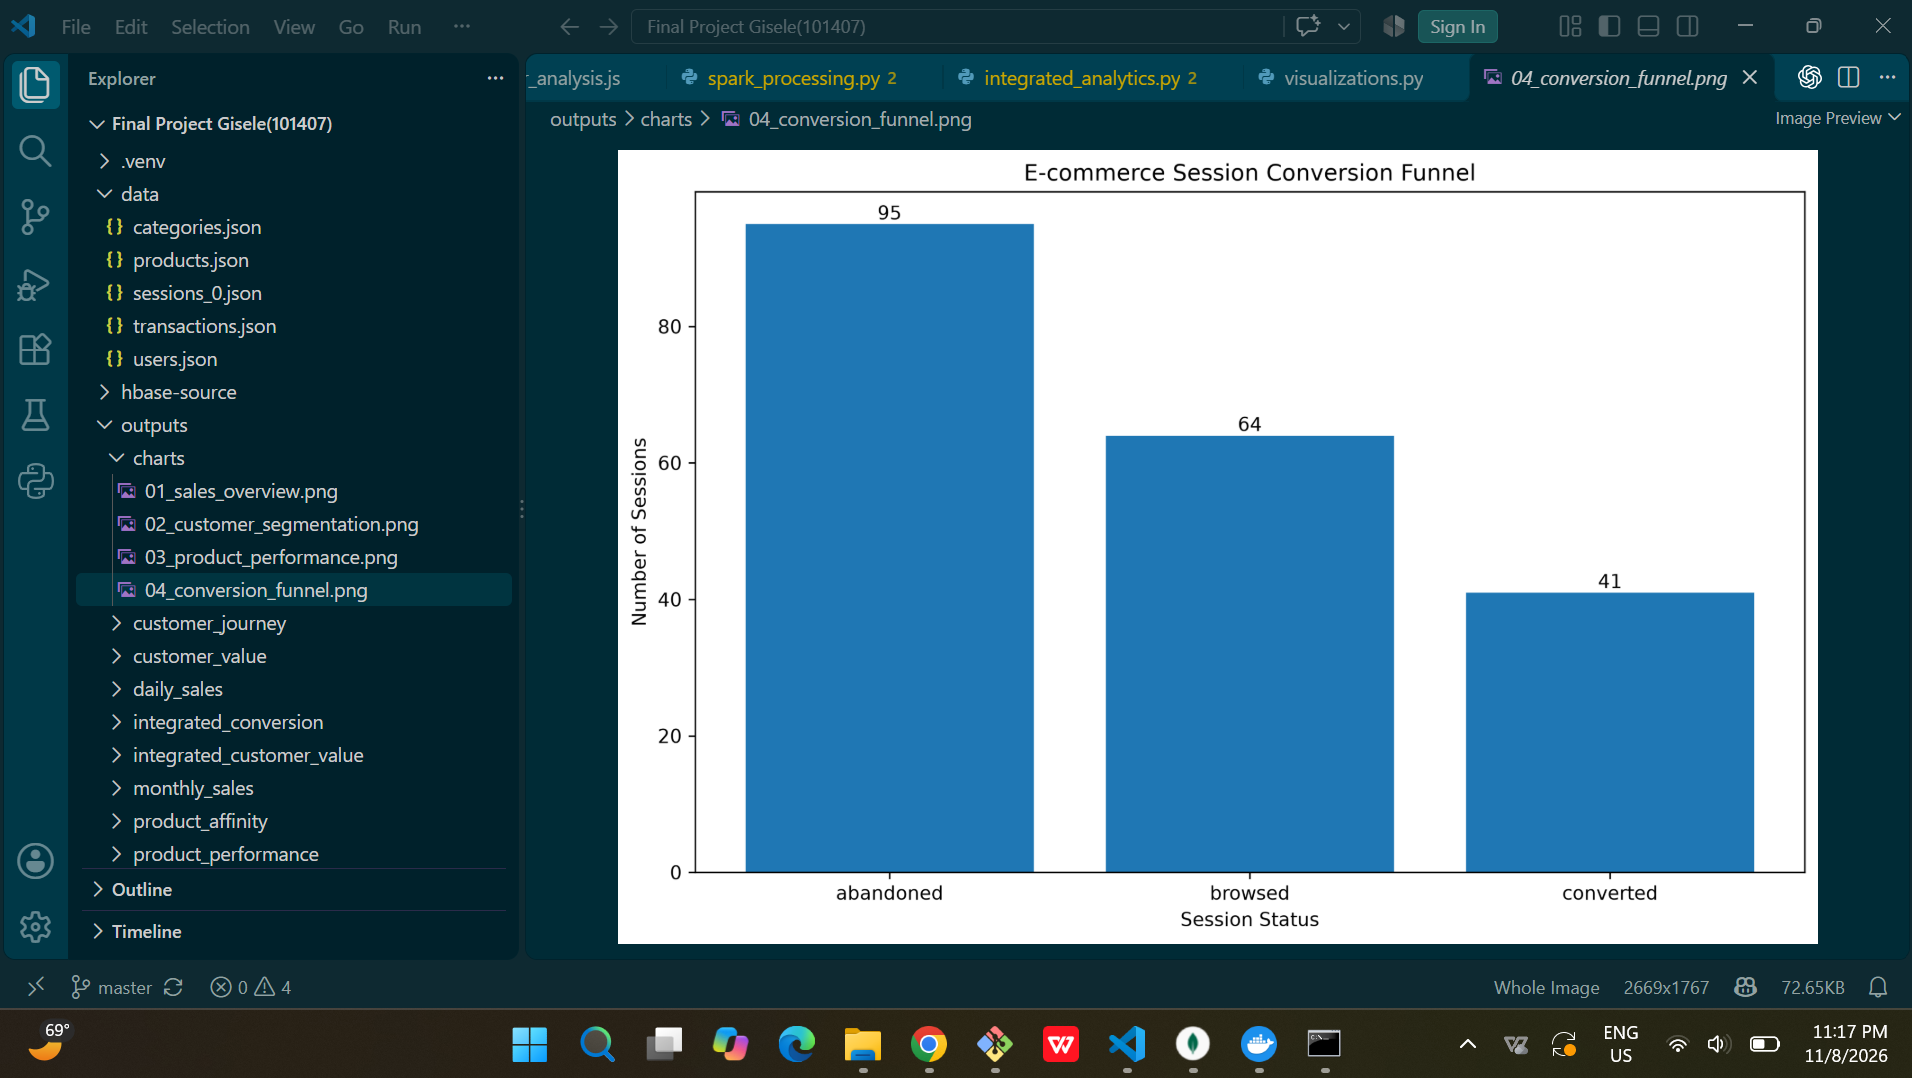 File Edit Selection View Go Run ··· Final Project Gisele(101407) Sign In
Explorer ···
r_analysis.js spark_processing.py 2 integrated_analytics.py 2 visualizations.py 04_conversion_funnel.png ···
outputs > charts > 04_conversion_funnel.png Image Preview
Final Project Gisele(101407)
.venv
data
{} categories.json
{} products.json
{} sessions_0.json
{} transactions.json
{} users.json
hbase-source
outputs
charts
01_sales_overview.png
02_customer_segmentation.png
03_product_performance.png
04_conversion_funnel.png
customer_journey
customer_value
daily_sales
integrated_conversion
integrated_customer_value
monthly_sales
product_affinity
product_performance
Outline
Timeline
E-commerce Session Conversion Funnel
95
64
41
80
60
40
20
0
Number of Sessions
abandoned browsed converted
Session Status
master 0 4 Whole Image 2669x1767 72.65KB
69°
ENG
US
11:17 PM
11/8/2026